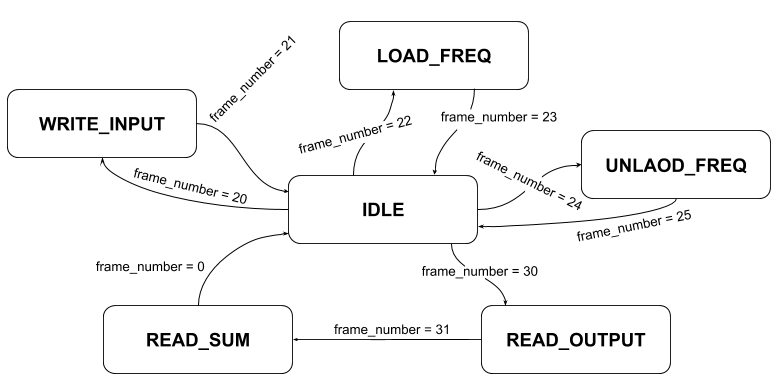 frame_number = 21
LOAD_FREQ
WRITE_INPUT
frame_number = 22
frame_number = 23
UNLAOD_FREQ
frame_number = 20
frame_number = 24
IDLE
frame_number = 25
frame_number = 0
frame_number = 30
READ_SUM
frame_number = 31
READ_OUTPUT